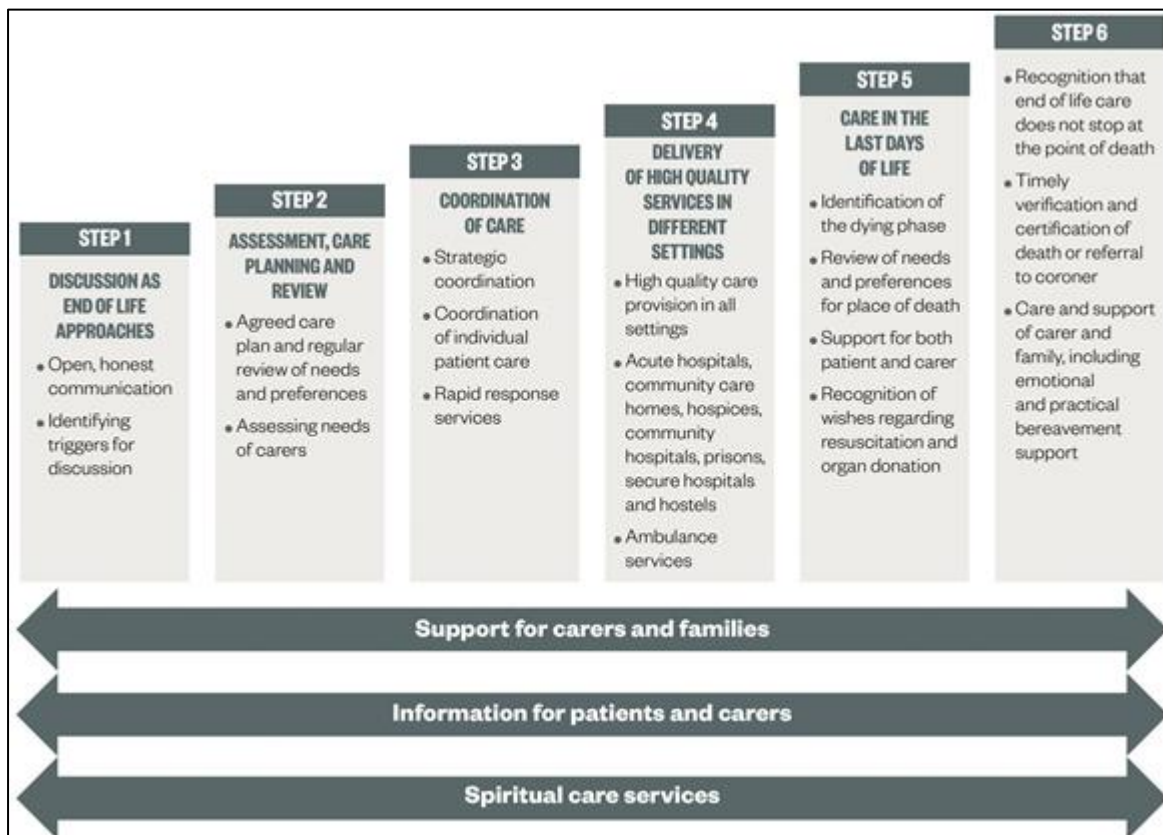 STEP 1
DISCUSSION AS
END OF LIFE
APPROACHES
• Open, honest
communication
• Identifying
triggers for
discussion
STEP 2
ASSESSMENT, CARE
PLANNING AND
REVIEW
• Agreed care
plan and regular
review of needs
and preferences
• Assessing needs
of carers
STEP 3
COORDINATION
OF CARE
• Strategic
coordination
• Coordination
of individual
patient care
• Rapid response
services
STEP 4
DELIVERY
OF HIGH QUALITY
SERVICES IN
DIFFERENT
SETTINGS
• High quality care
provision in all
settings
• Acute hospitals,
community care
homes, hospices,
community
hospitals, prisons,
secure hospitals
and hostels
• Ambulance
services
STEP 5
CARE IN THE
LAST DAYS
OF LIFE
• Identification of
the dying phase
• Review of needs
and preferences
for place of death
• Support for both
patient and carer
• Recognition of
wishes regarding
resuscitation and
organ donation
STEP 6
• Recognition that
end of life care
does not stop at
the point of death
• Timely
verification and
certification of
death or referral
to coroner
• Care and support
of carer and
family, including
emotional
and practical
bereavement
support
Support for carers and families
Information for patients and carers
Spiritual care services